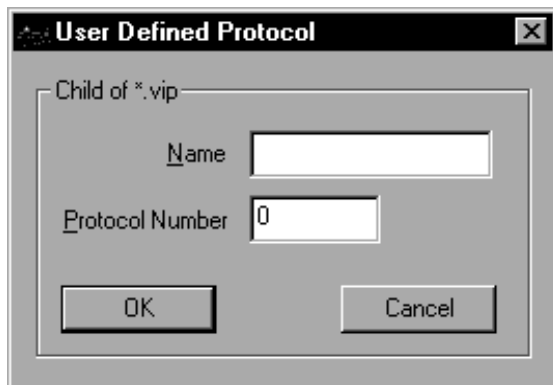 User Defined Protocol
Child of *.vip
Name
Protocol Number 0
OK Cancel